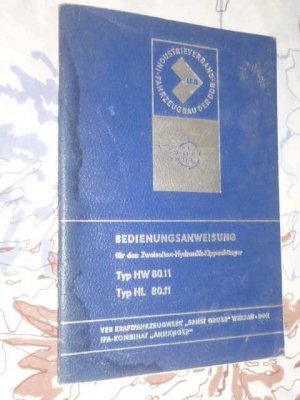 INDUSTRIEVERBAND
FAHRZEUGBAU DER DDR
IFA
BEDIENUNGSANWEISUNG
für den Zweiseiten-Hydraulik-Kippanhänger
Typ HW 80.11
Typ HL 80.11
VEB KRAFTFAHRZEUGWERK „ERNST GRUBE" WERDAU · DDR
IFA-KOMBINAT „ANHÄNGER"